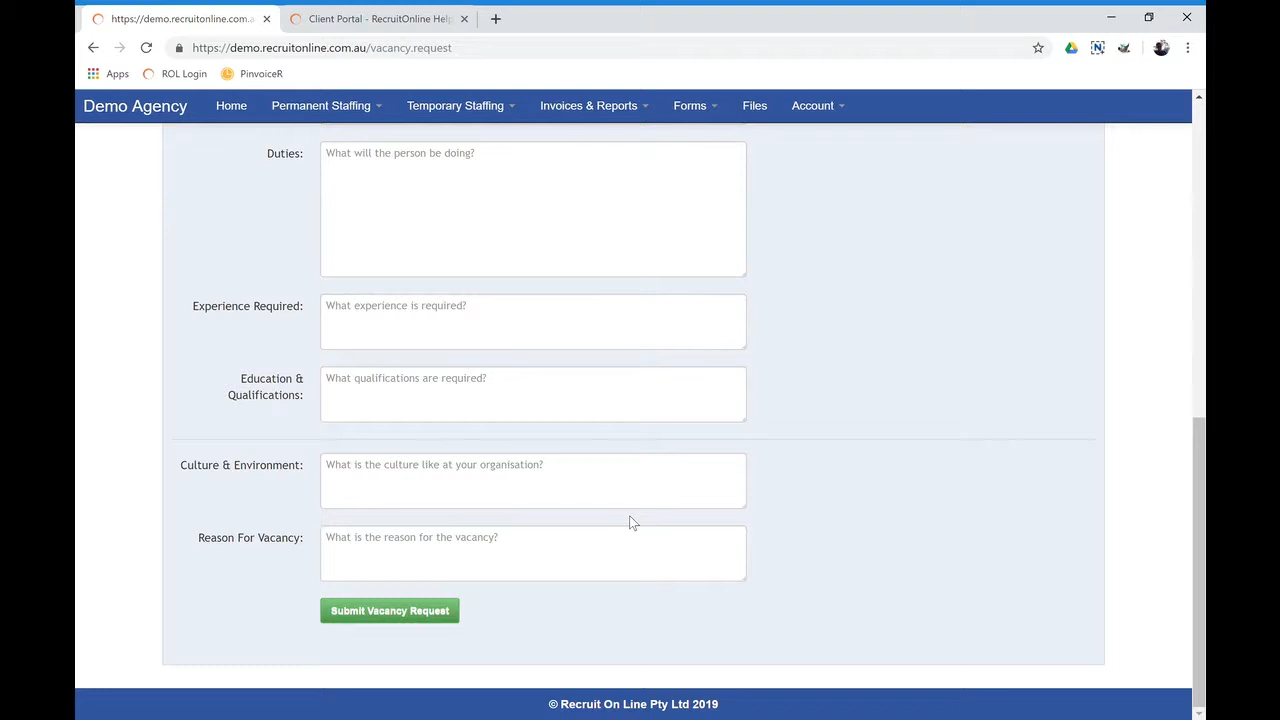 https://demo.recruitonline.com.a
Client Portal - RecruitOnline Help
https://demo.recruitonline.com.au/vacancy.request
Apps
ROL Login
PinvoiceR
Demo Agency
Home
Permanent Staffing
Temporary Staffing
Invoices & Reports
Forms
Files
Account
Duties:
What will the person be doing?
Experience Required:
What experience is required?
Education &
Qualifications:
What qualifications are required?
Culture & Environment:
What is the culture like at your organisation?
Reason For Vacancy:
What is the reason for the vacancy?
Submit Vacancy Request
© Recruit On Line Pty Ltd 2019